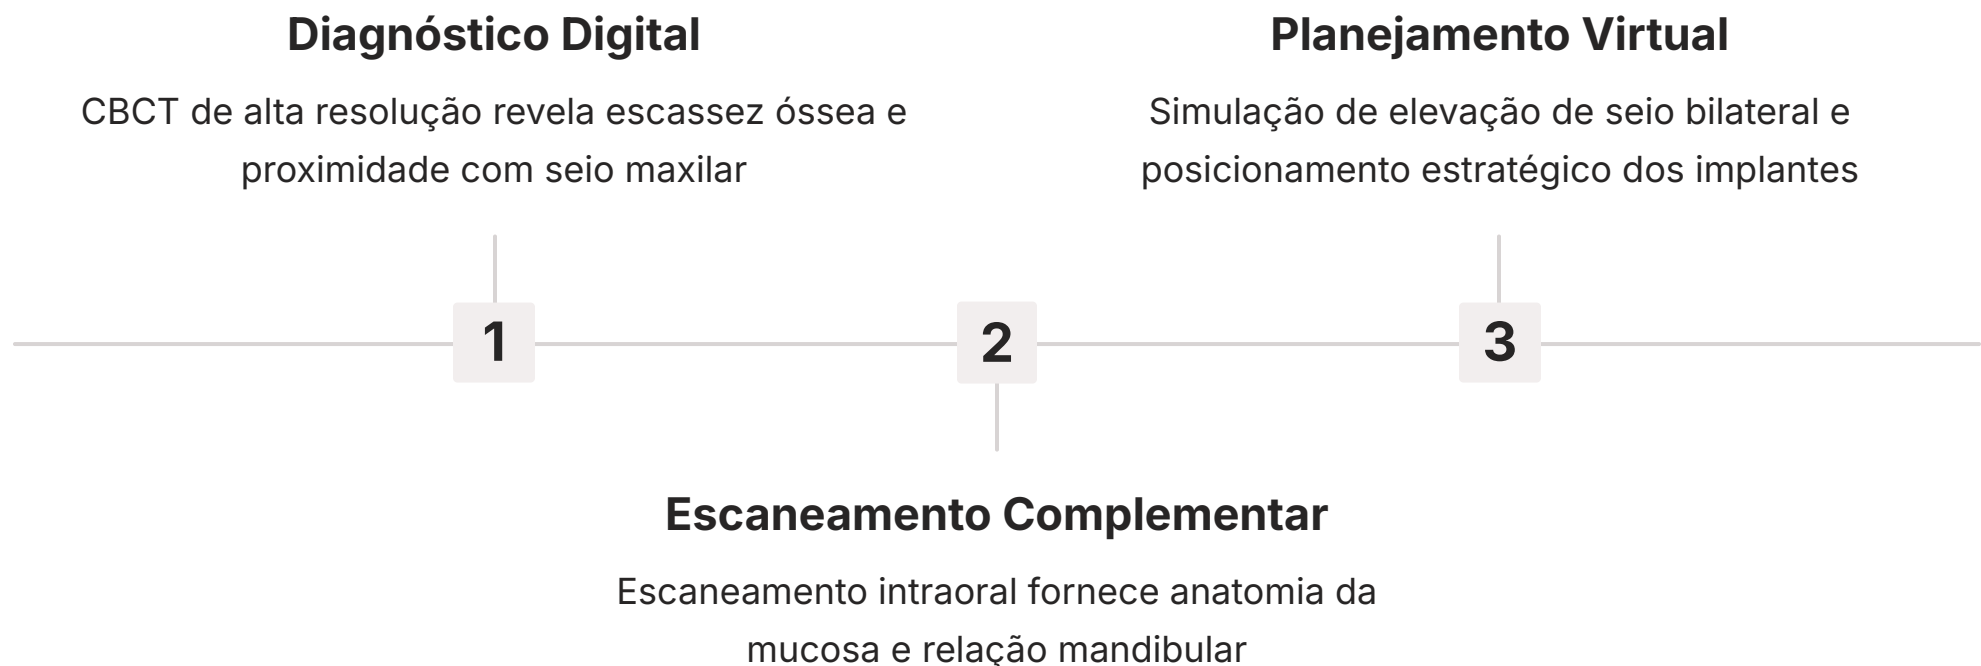 Diagnóstico Digital
CBCT de alta resolução revela escassez óssea e
proximidade com seio maxilar
Planejamento Virtual
Simulação de elevação de seio bilateral e
posicionamento estratégico dos implantes
1
2
3
Escaneamento Complementar
Escaneamento intraoral fornece anatomia da
mucosa e relação mandibular